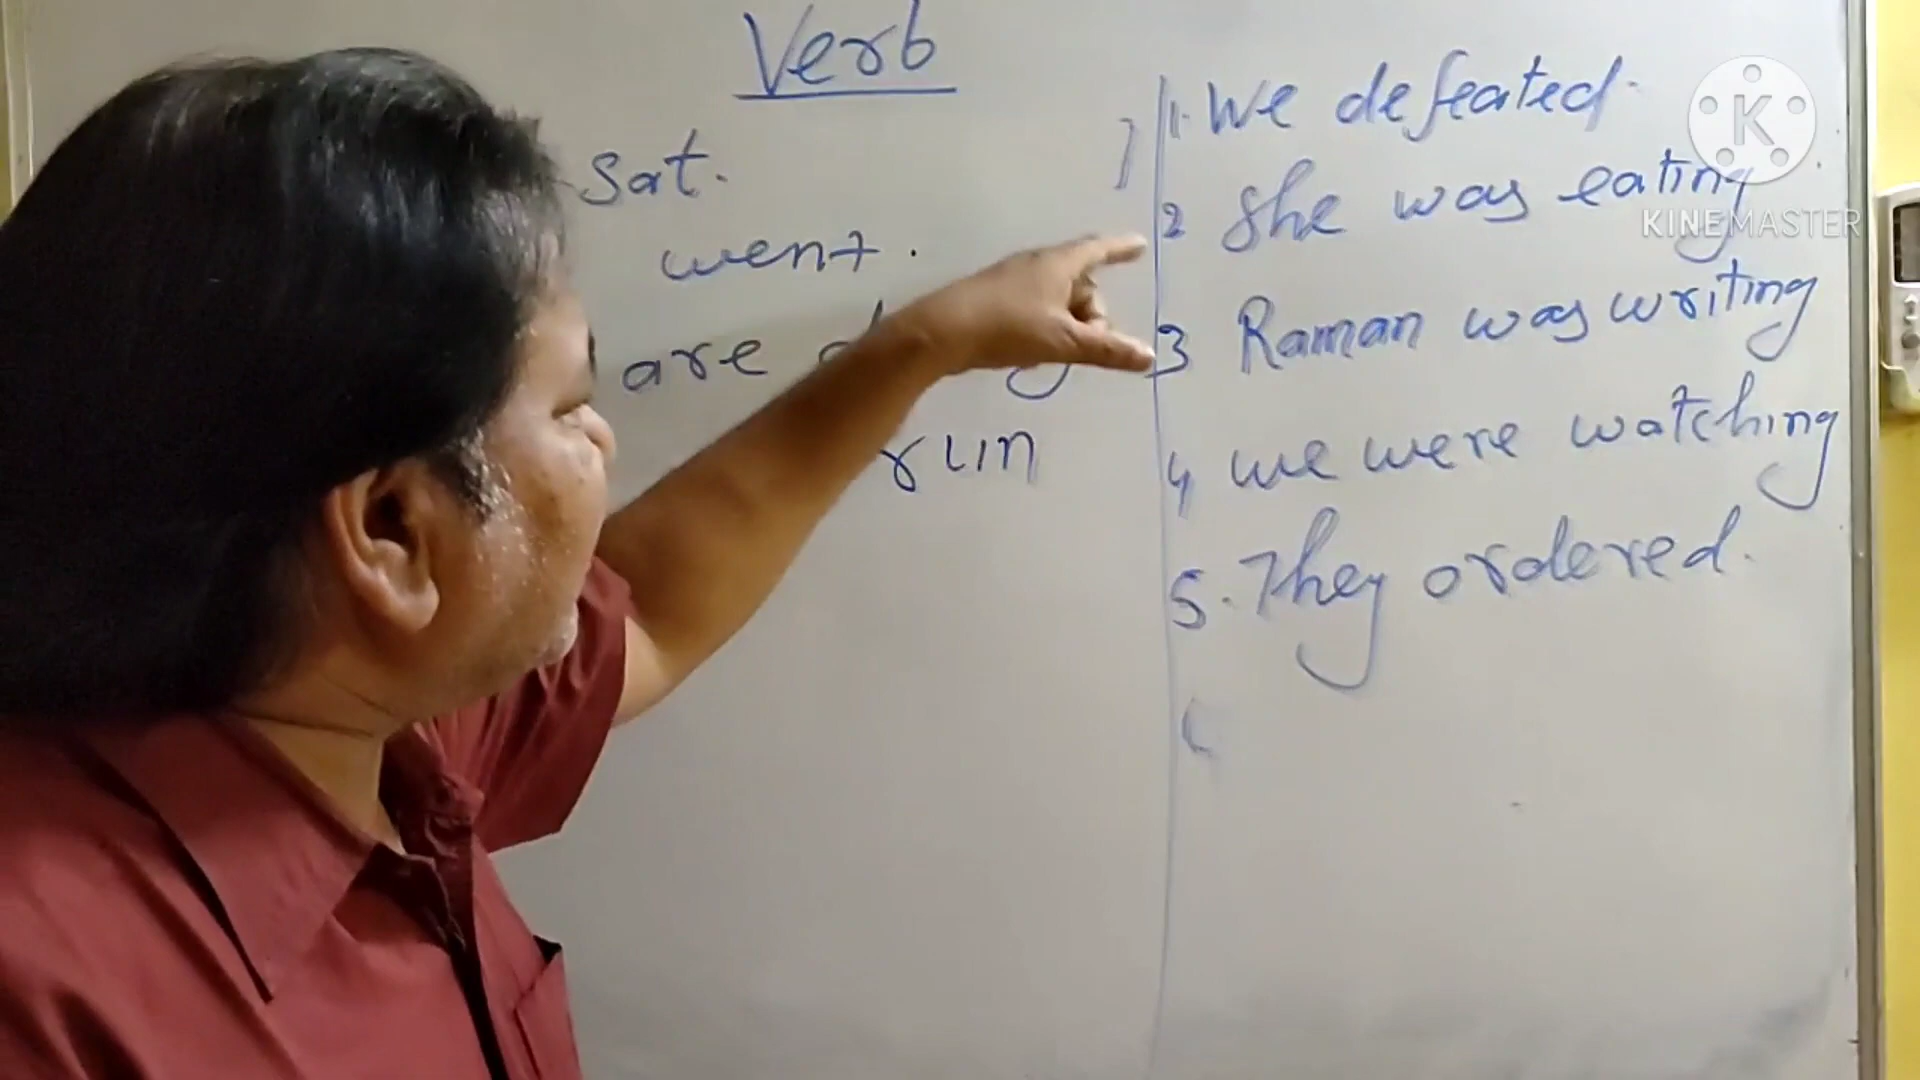 Verb
sat.
went.
are
run
1. We defeated.
2 She was eating
3 Raman was writing
4 we were watching
5. They ordered.
K
KINEMASTER